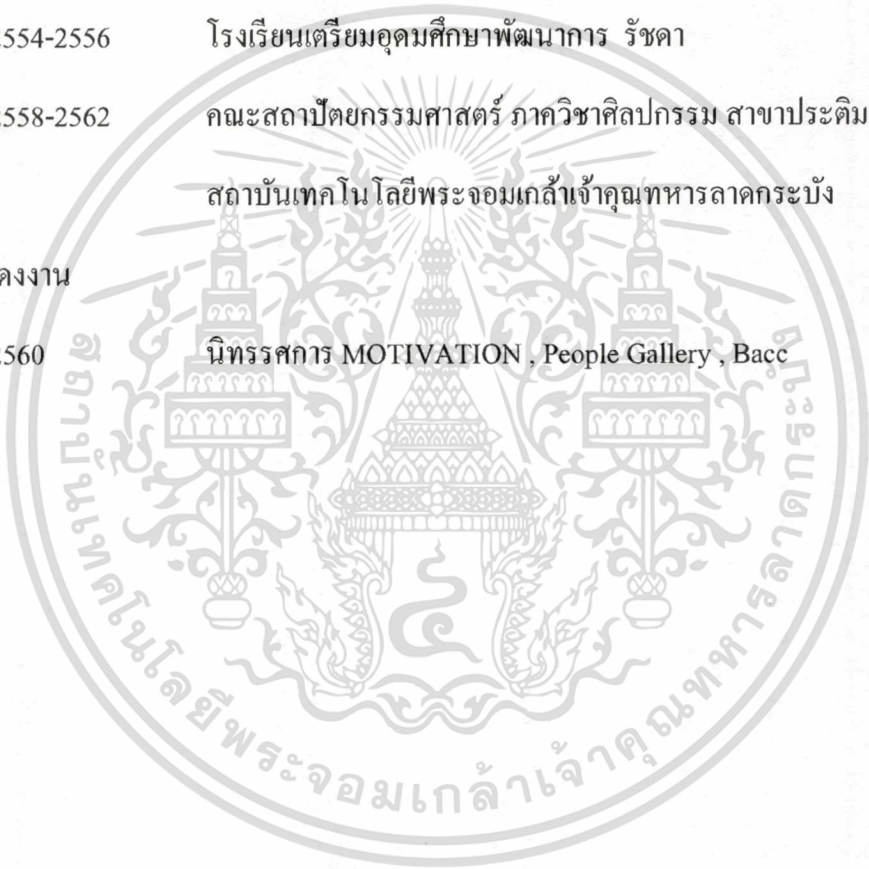 2554-2556 โรงเรียนเตรียมอุดมศึกษาพัฒนาการ รัชดา
2558-2562 คณะสถาปัตยกรรมศาสตร์ ภาควิชาศิลปกรรม สาขาประติม
สถาบันเทคโนโลยีพระจอมเกล้าเจ้าคุณทหารลาดกระบัง
ดงงาน
2560 นิทรรศการ MOTIVATION , People Gallery , Bacc
สถาบันเทคโนโลยีพระจอมเกล้าเจ้าคุณทหารลาดกระบัง
๔